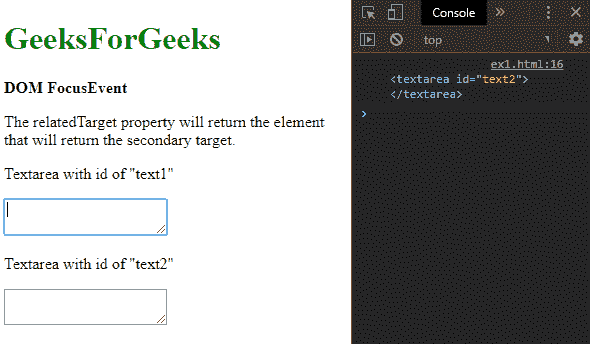 GeeksForGeeks
DOM FocusEvent
The relatedTarget property will return the element
that will return the secondary target.
Textarea with id of "text1"
Textarea with id of "text2"
Console »
top
ex1.html:16
<textarea id="text2">
</textarea>
>